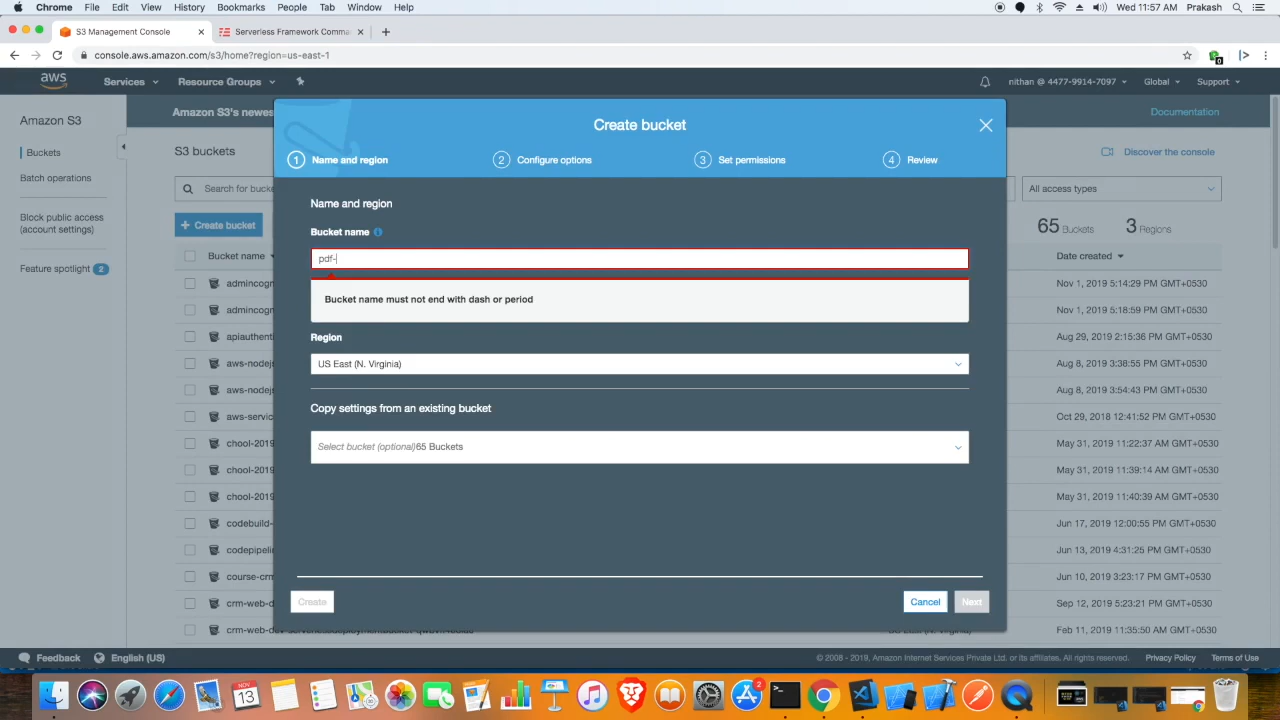 Chrome File Edit View History Bookmarks People Tab Window Help Wed 11:57 AM Prakash
S3 Management Console Serverless Framework Comma
console.aws.amazon.com/s3/home?region=us-east-1
aws Services Resource Groups nithan @ 4477-9914-7097 Global Support
Amazon S3
Buckets
Batch operations
Block public access
(account settings)
Feature spotlight 2
Amazon S3's newes
Documentation
S3 buckets
Discover the console
Search for bucke
All access types
+ Create bucket
65 Buckets 3 Regions
Bucket name
Date created
admincogn Nov 1, 2019 5:14:29 PM GMT+0530
admincogn Nov 1, 2019 5:18:59 PM GMT+0530
apiauthenti Aug 29, 2019 2:15:36 PM GMT+0530
aws-nodejs Aug 8, 2019 3:38:55 PM GMT+0530
aws-nodejs Aug 8, 2019 3:54:43 PM GMT+0530
aws-servic Oct 29, 2018 12:41:52 PM GMT+0530
chool-2019 May 31, 2019 11:22:37 AM GMT+0530
chool-2019 May 31, 2019 11:39:14 AM GMT+0530
chool-2019 May 31, 2019 11:40:39 AM GMT+0530
codebuild- Jun 17, 2019 12:00:55 PM GMT+0530
codepipelin Jun 13, 2019 4:31:25 PM GMT+0530
course-crm Jun 10, 2019 3:23:17 PM GMT+0530
crm-web-d Sep 12, 2019 5:23:21 PM GMT+0530
Feb 11, 2019 11:35:50 AM GMT+0530
Create bucket
1 Name and region 2 Configure options 3 Set permissions 4 Review
Name and region
Bucket name
pdf-
Bucket name must not end with dash or period
Region
US East (N. Virginia)
Copy settings from an existing bucket
Select bucket (optional)65 Buckets
Create Cancel Next
Feedback English (US) © 2008 - 2019, Amazon Internet Services Private Ltd. or its affiliates. All rights reserved. Privacy Policy Terms of Use
NOV
13
2